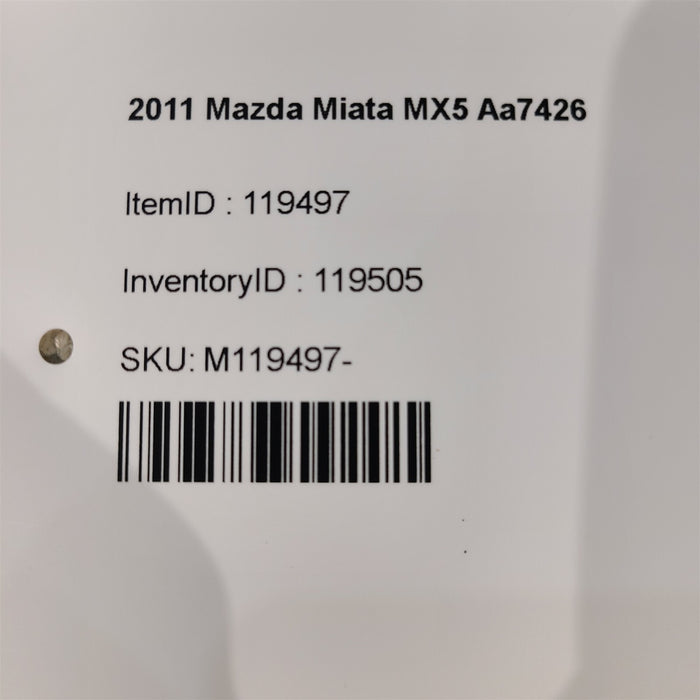 2011 Mazda Miata MX5 Aa7426
ItemID : 119497
InventoryID : 119505
SKU: M119497-